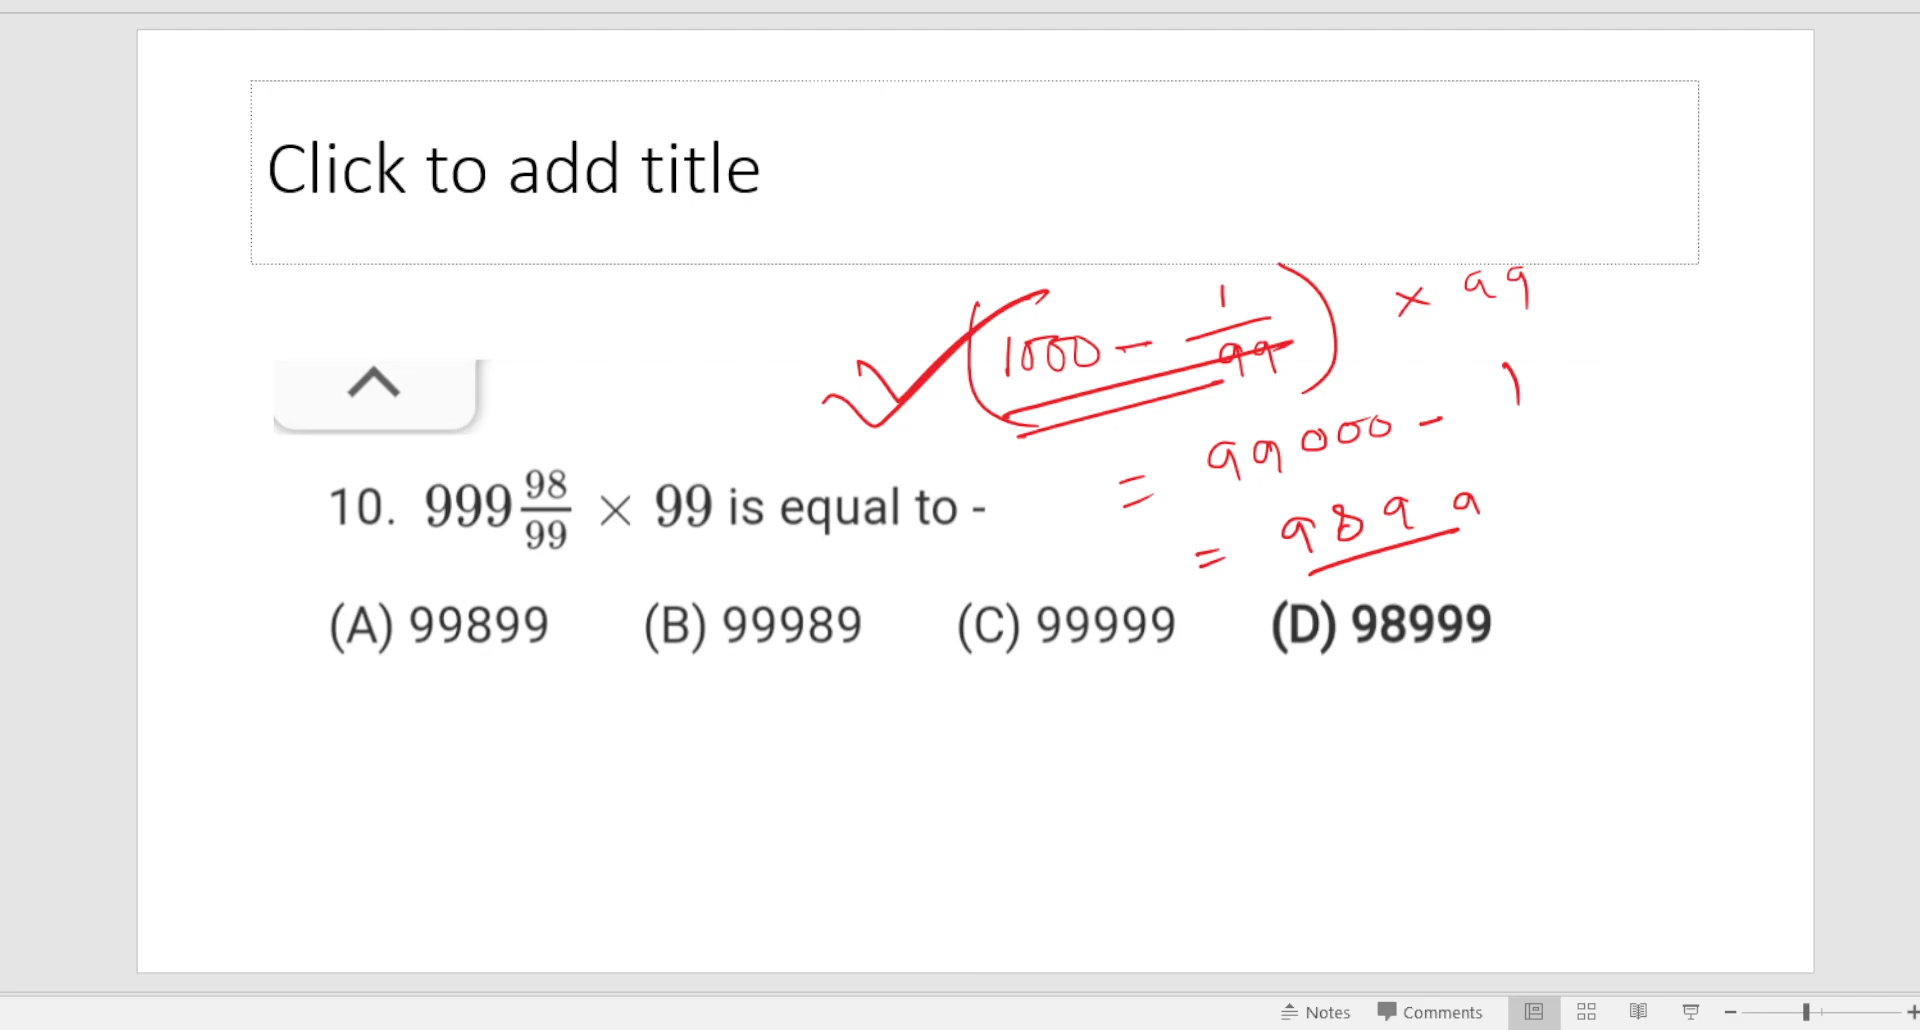 Click to add title
(1000 - 1/99) × 99
= 99000 - 1
= 9899
10. 999 98/99 × 99 is equal to -
(A) 99899 (B) 99989 (C) 99999 (D) 98999
Notes Comments